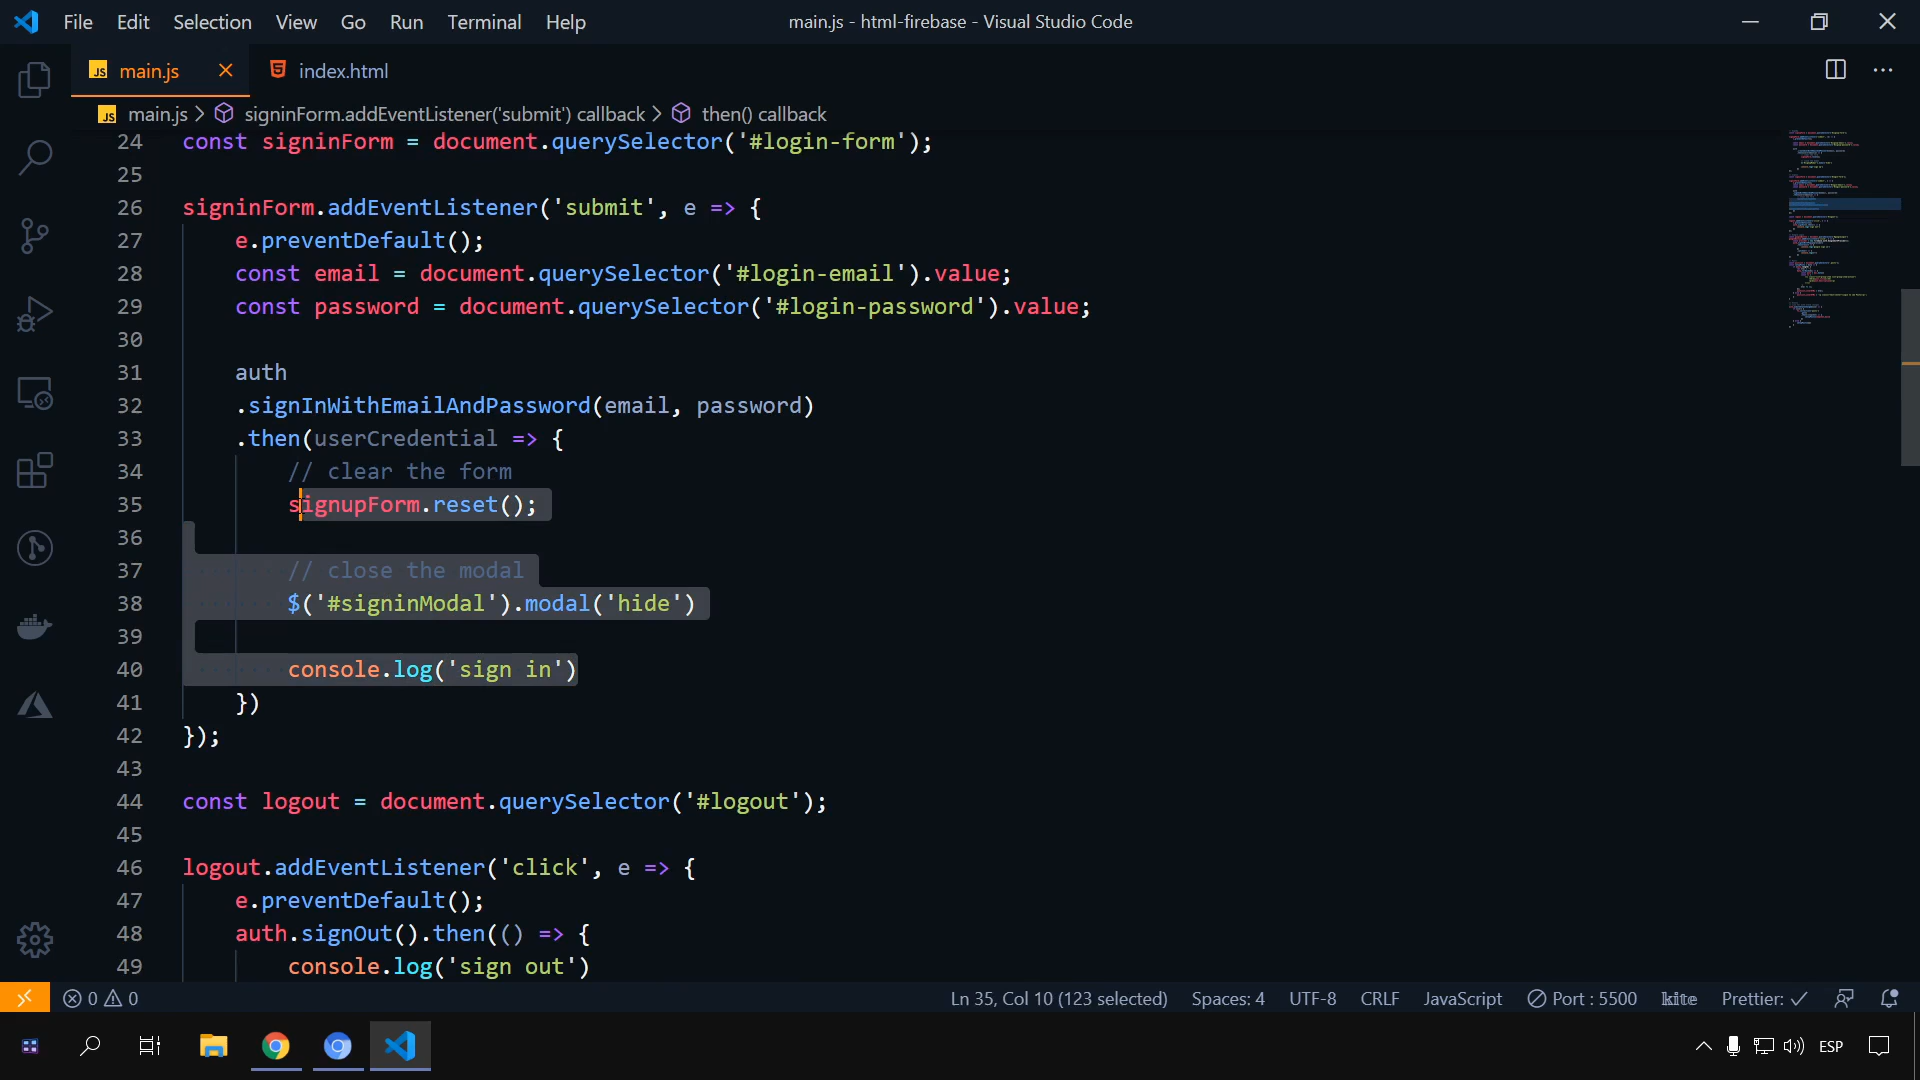 File Edit Selection View Go Run Terminal Help
main.js - html-firebase - Visual Studio Code
JS main.js
index.html
JS main.js > signinForm.addEventListener('submit') callback > then() callback
24 const signinForm = document.querySelector('#login-form');
25
26 signinForm.addEventListener('submit', e => {
27 e.preventDefault();
28 const email = document.querySelector('#login-email').value;
29 const password = document.querySelector('#login-password').value;
30
31 auth
32 .signInWithEmailAndPassword(email, password)
33 .then(userCredential => {
34 // clear the form
35 signupForm.reset();
36
37 // close the modal
38 $('#signinModal').modal('hide')
39
40 console.log('sign in')
41 })
42 });
43
44 const logout = document.querySelector('#logout');
45
46 logout.addEventListener('click', e => {
47 e.preventDefault();
48 auth.signOut().then(() => {
49 console.log('sign out')
0 0 Ln 35, Col 10 (123 selected) Spaces: 4 UTF-8 CRLF JavaScript Port : 5500 kite Prettier: ✓
ESP